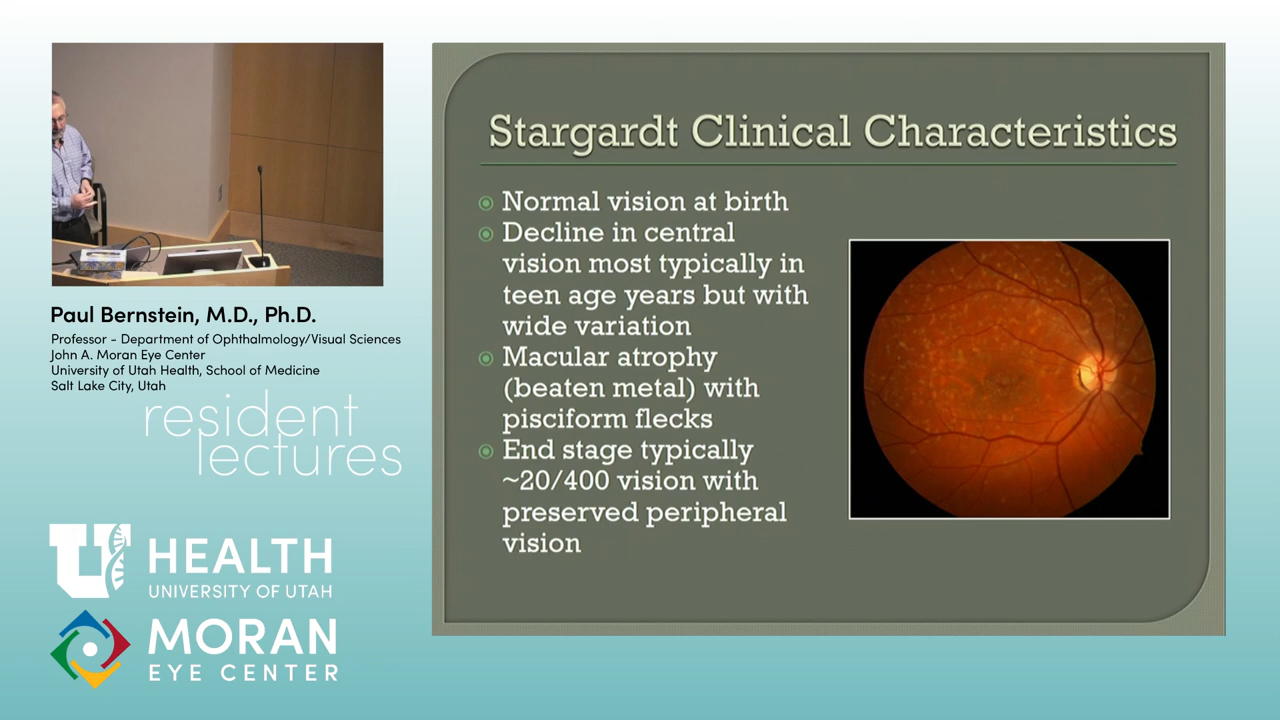 Paul Bernstein, M.D., Ph.D.
Professor - Department of Ophthalmology/Visual Sciences
John A. Moran Eye Center
University of Utah Health, School of Medicine
Salt Lake City, Utah
resident
lectures
U HEALTH
UNIVERSITY OF UTAH
MORAN
EYE CENTER
Stargardt Clinical Characteristics
Normal vision at birth
Decline in central
vision most typically in
teen age years but with
wide variation
Macular atrophy
(beaten metal) with
pisciform flecks
End stage typically
~20/400 vision with
preserved peripheral
vision